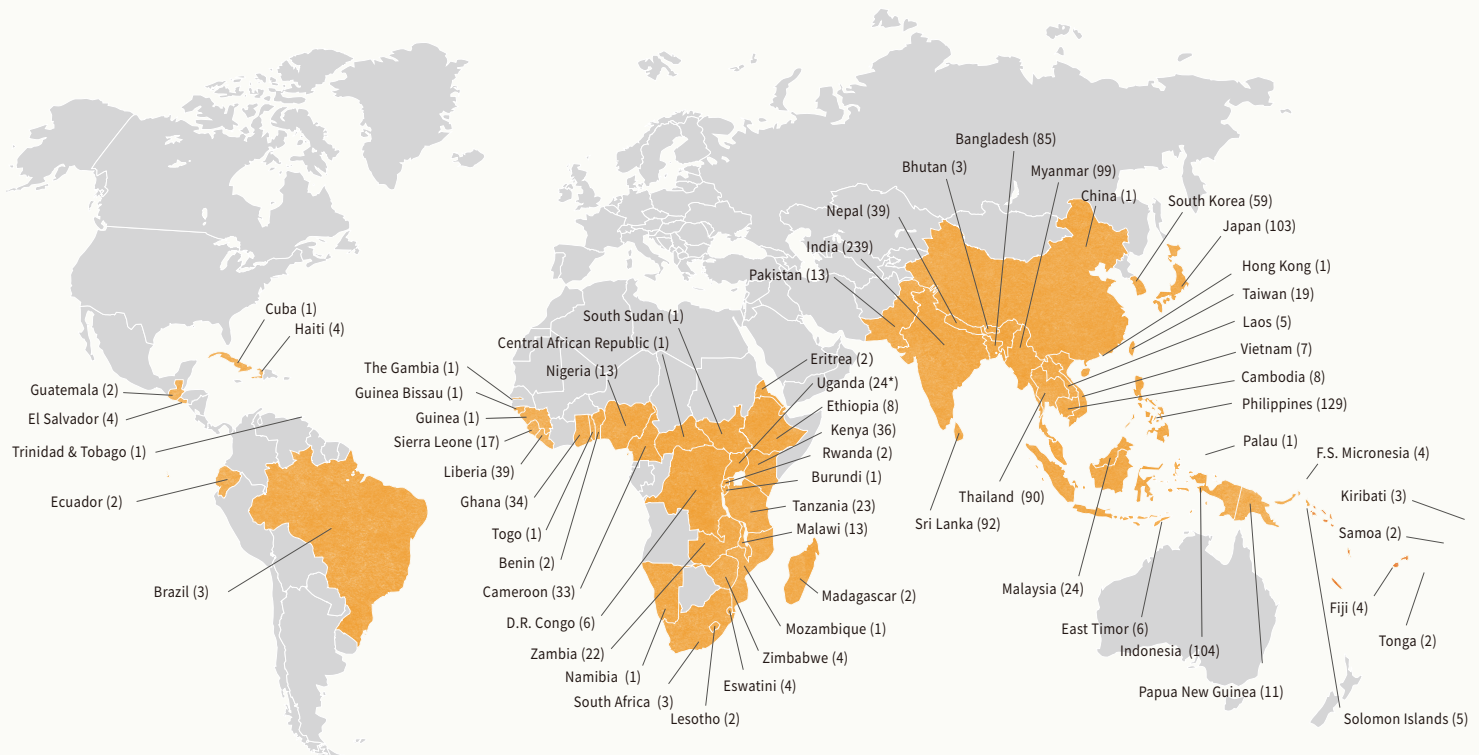 Bangladesh (85)
Bhutan (3)
Myanmar (99)
China (1)
South Korea (59)
Nepal (39)
Japan (103)
India (239)
Pakistan (13)
Hong Kong (1)
Taiwan (19)
Laos (5)
Vietnam (7)
Cambodia (8)
Philippines (129)
Cuba (1)
Haiti (4)
Guatemala (2)
El Salvador (4)
Trinidad & Tobago (1)
Ecuador (2)
Brazil (3)
South Sudan (1)
Central African Republic (1)
Nigeria (13)
The Gambia (1)
Guinea Bissau (1)
Guinea (1)
Sierra Leone (17)
Liberia (39)
Ghana (34)
Togo (1)
Benin (2)
Cameroon (33)
D.R. Congo (6)
Zambia (22)
Namibia (1)
South Africa (3)
Lesotho (2)
Eritrea (2)
Uganda (24*)
Ethiopia (8)
Kenya (36)
Rwanda (2)
Burundi (1)
Tanzania (23)
Malawi (13)
Madagascar (2)
Mozambique (1)
Zimbabwe (4)
Eswatini (4)
Thailand (90)
Sri Lanka (92)
Malaysia (24)
East Timor (6)
Indonesia (104)
Papua New Guinea (11)
Palau (1)
F.S. Micronesia (4)
Kiribati (3)
Samoa (2)
Fiji (4)
Tonga (2)
Solomon Islands (5)